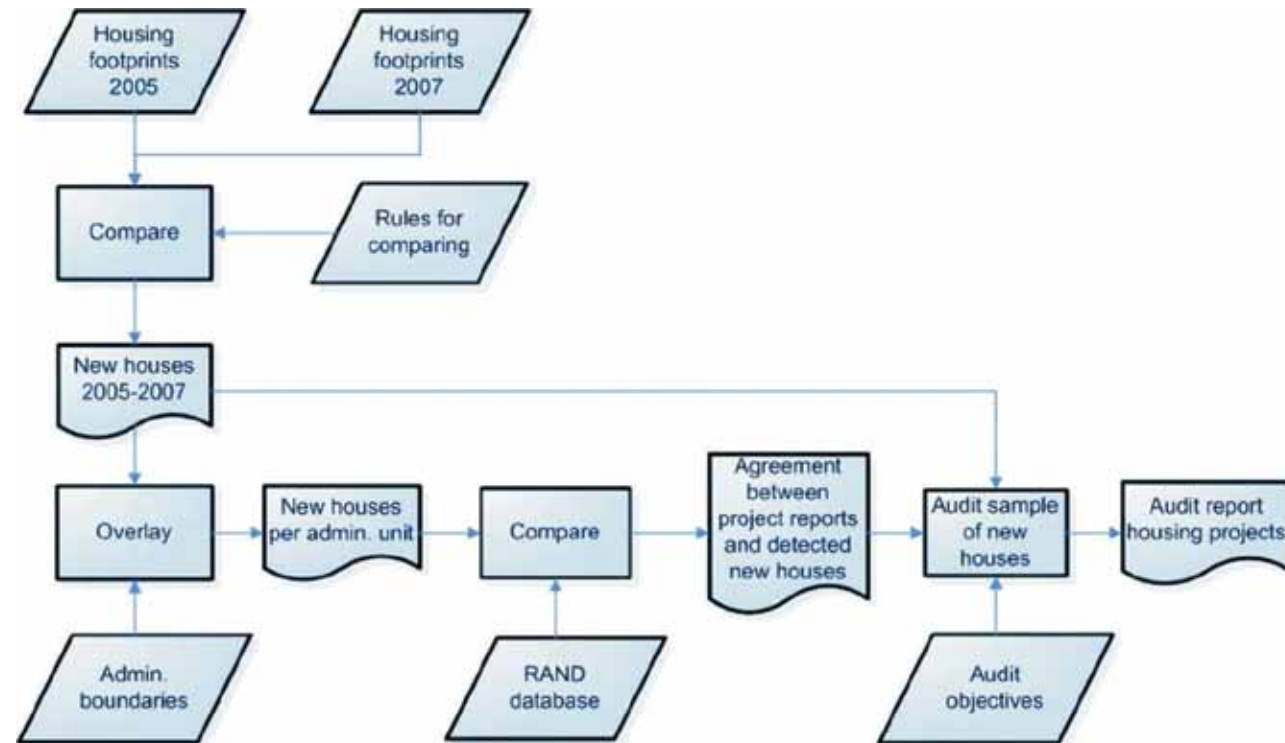 Housing
footprints
2005
Housing
footprints
2007
Compare
Rules for
comparing
New houses
2005-2007
Overlay
New houses
per admin. unit
Compare
Agreement
between
project reports
and detected
new houses
Audit sample
of new
houses
Audit report
housing projects
Admin.
boundaries
RAND
database
Audit
objectives